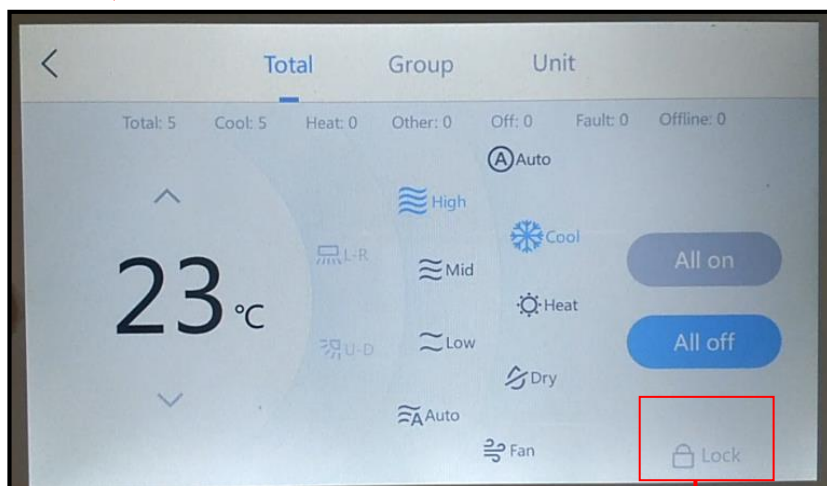 Total Group Unit
Total: 5 Cool: 5 Heat: 0 Other: 0 Off: 0 Fault: 0 Offline: 0
A Auto
High
Cool
L-R
All on
Mid
23 °C
Heat
U-D
Low
All off
Dry
A Auto
Fan
Lock